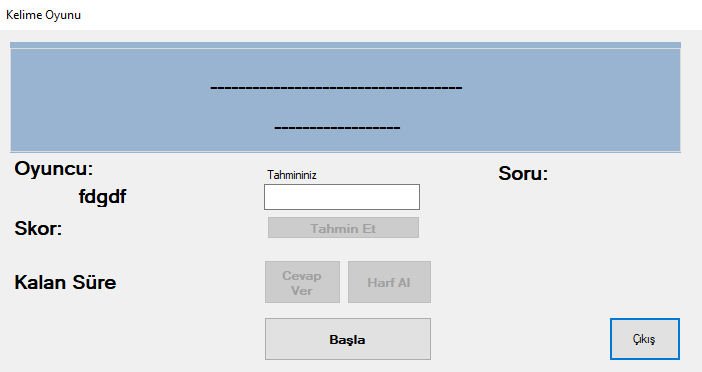 Kelime Oyunu
------------------------------------
------------------
Oyuncu:
fdgdf
Tahmininiz
Soru:
Skor:
Tahmin Et
Kalan Süre
Cevap
Ver
Harf Al
Başla
Çıkış